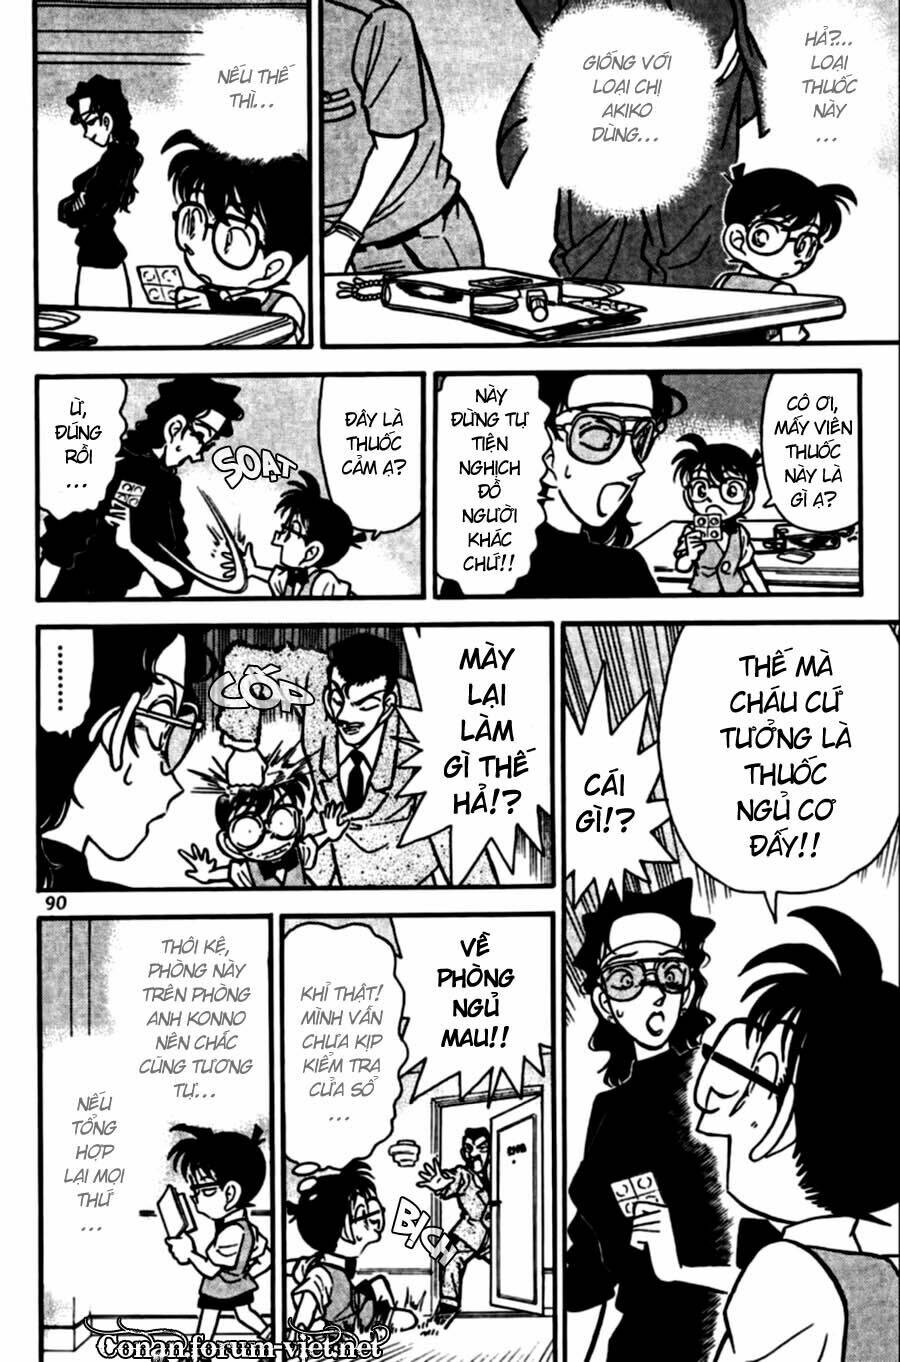 HẢ?...
LOẠI
THUỐC
NÀY
...
GIỐNG VỚI
LOẠI CHỊ
AKIKO
DÙNG...
NẾU THẾ
THÌ...
CÔ ƠI,
MẤY VIÊN
THUỐC
NÀY LÀ
GÌ Ạ?
NÀY
ĐỪNG TỰ
TIỆN
NGHỊCH
ĐỒ
NGƯỜI
KHÁC
CHỨ!!
ĐÂY LÀ
THUỐC
CẢM Ạ?
SOẠT
Ừ,
ĐÚNG
RỒI
...
THẾ MÀ
CHÁU CỨ
TƯỞNG LÀ
THUỐC
NGỦ CƠ
ĐẤY!!
CÁI
GÌ!?
MÀY
LẠI
LÀM
GÌ THẾ
HẢ!?
CỐP
.........
90
VỀ
PHÒNG
NGỦ
MAU!!
BỊCH
KHỈ THẬT!
MÌNH VẪN
CHƯA KỊP
KIỂM TRA
CỬA SỔ
...
THÔI KỆ,
PHÒNG NÀY
TRÊN PHÒNG
ANH KONNO
NÊN CHẮC
CŨNG TƯƠNG
TỰ...
NẾU
TỔNG
HỢP
LẠI MỌI
THỨ
...
Conan.forum-viet.net